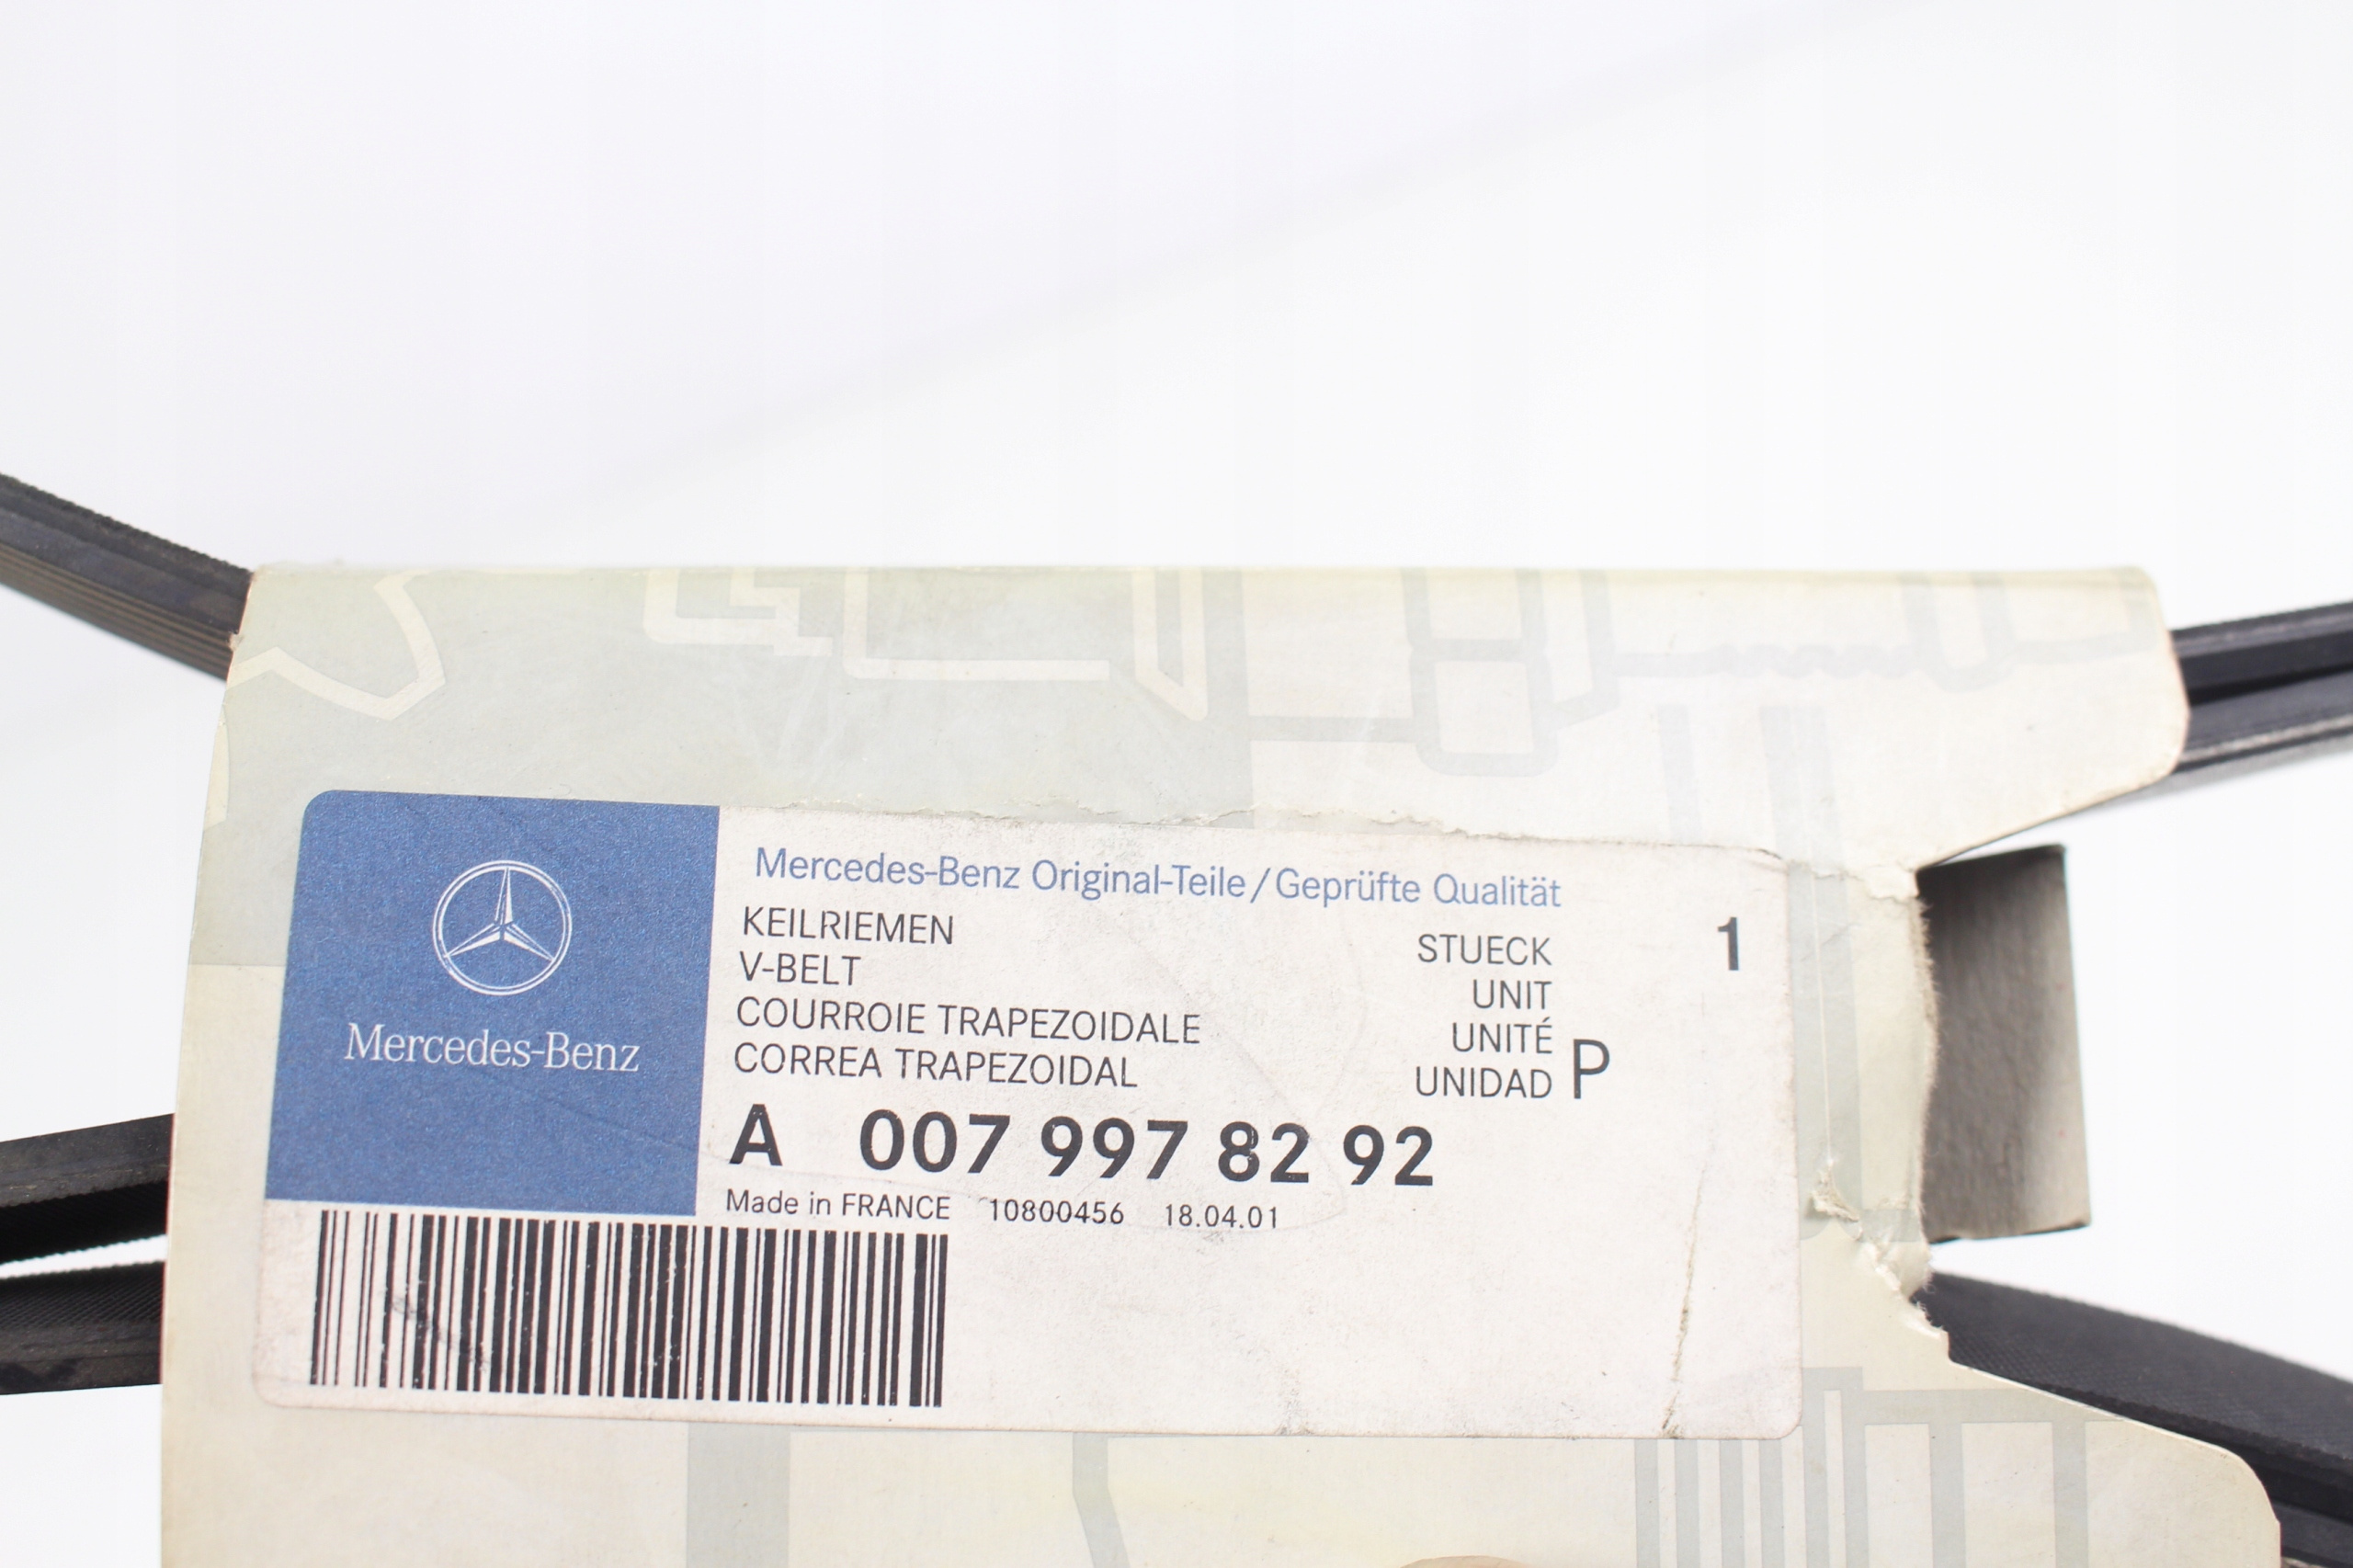 Mercedes-Benz
Mercedes-Benz Original-Teile/Geprüfte Qualität
KEILRIEMEN
V-BELT
COURROIE TRAPEZOIDALE
CORREA TRAPEZOIDAL
STUECK 1
UNIT
UNITÉ
UNIDAD P
A 007 997 82 92
Made in FRANCE 10800456 18.04.01